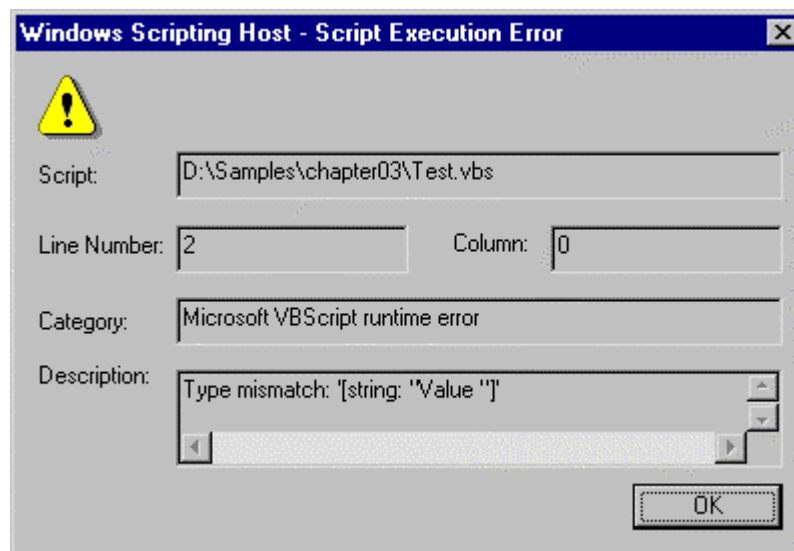 Windows Scripting Host - Script Execution Error
Script: D:\Samples\chapter03\Test.vbs
Line Number: 2 Column: 0
Category: Microsoft VBScript runtime error
Description: Type mismatch: '[string: "Value "]'
OK